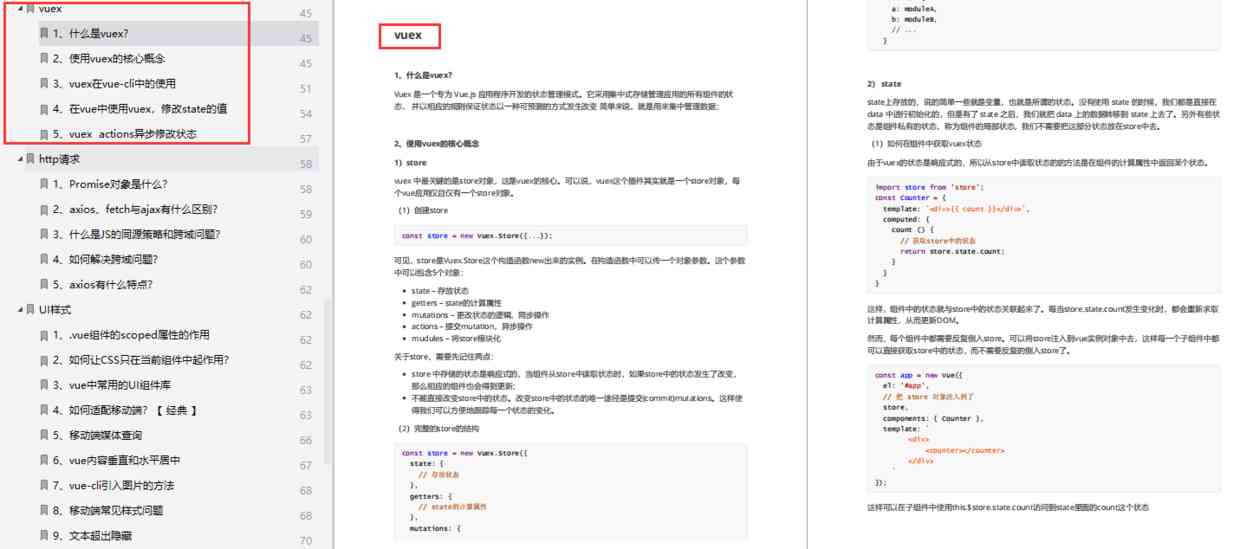 vuex
45
1、什么是vuex?
45
2、使用vuex的核心概念
45
3、vuex在vue-cli中的使用
51
4、在vue中使用vuex，修改state的值
54
5、vuex actions异步修改状态
57
http请求
58
1、Promise对象是什么？
58
2、axios、fetch与ajax有什么区别？
59
3、什么是JS的同源策略和跨域问题？
60
4、如何解决跨域问题？
60
5、axios有什么特点？
62
UI样式
62
1、.vue组件的scoped属性的作用
62
2、如何让CSS只在当前组件中起作用？
62
3、vue中常用的UI组件库
63
4、如何适配移动端？【 经典 】
63
5、移动端媒体查询
66
6、vue内容垂直和水平居中
67
7、vue-cli引入图片的方法
68
8、移动端常见样式问题
68
9、文本超出隐藏
70
vuex
1、什么是vuex?
Vuex 是一个专为 Vue.js 应用程序开发的状态管理模式。它采用集中式存储管理应用的所有组件的状
态， 并以相应的规则保证状态以一种可预测的方式发生改变 简单来说，就是用来集中管理数据；
2、使用vuex的核心概念
1）store
vuex 中最关键的是store对象，这是vuex的核心。可以说，vuex这个插件其实就是一个store对象，每
个vue应用仅且仅有一个store对象。
（1）创建store
const store = new Vuex.Store({...});
可见，store是Vuex.Store这个构造函数new出来的实例。在构造函数中可以传一个对象参数。这个参数
中可以包含5个对象：
state – 存放状态
getters – state的计算属性
mutations – 更改状态的逻辑，同步操作
actions – 提交mutation，异步操作
mudules – 将store模块化
关于store，需要先记住两点：
store 中存储的状态是响应式的，当组件从store中读取状态时，如果store中的状态发生了改变，
那么相应的组件也会得到更新；
不能直接改变store中的状态。改变store中的状态的唯一途径是提交(commit)mutations。这样使
得我们可以方便地跟踪每一个状态的变化。
（2）完整的store的结构
const store = new Vuex.Store({
state: {
// 存放状态
},
getters: {
// state的计算属性
},
mutations: {
a: moduleA,
b: moduleB,
// ...
}
2）state
state上存放的，说的简单一些就是变量，也就是所谓的状态。没有使用 state 的时候，我们都是直接在
data 中进行初始化的，但是有了 state 之后，我们就把 data 上的数据转移到 state 上去了。另外有些状
态是组件私有的状态，称为组件的局部状态，我们不需要把这部分状态放在store中去。
（1）如何在组件中获取vuex状态
由于vuex的状态是响应式的，所以从store中读取状态的的方法是在组件的计算属性中返回某个状态。
import store from 'store';
const Counter = {
template: `<div>{{ count }}</div>`,
computed: {
count () {
// 获取store中的状态
return store.state.count;
}
}
}
这样，组件中的状态就与store中的状态关联起来了。每当store.state.count发生变化时，都会重新求取
计算属性，从而更新DOM。
然而，每个组件中都需要反复倒入store。可以将store注入到vue实例对象中去，这样每一个子组件中都
可以直接获取store中的状态，而不需要反复的倒入store了。
const app = new Vue({
el: '#app',
// 把 store 对象注入到了
store,
components: { Counter },
template: `
<div>
<counter></counter>
</div>
`
});
这样可以在子组件中使用this.$store.state.count访问到state里面的count这个状态